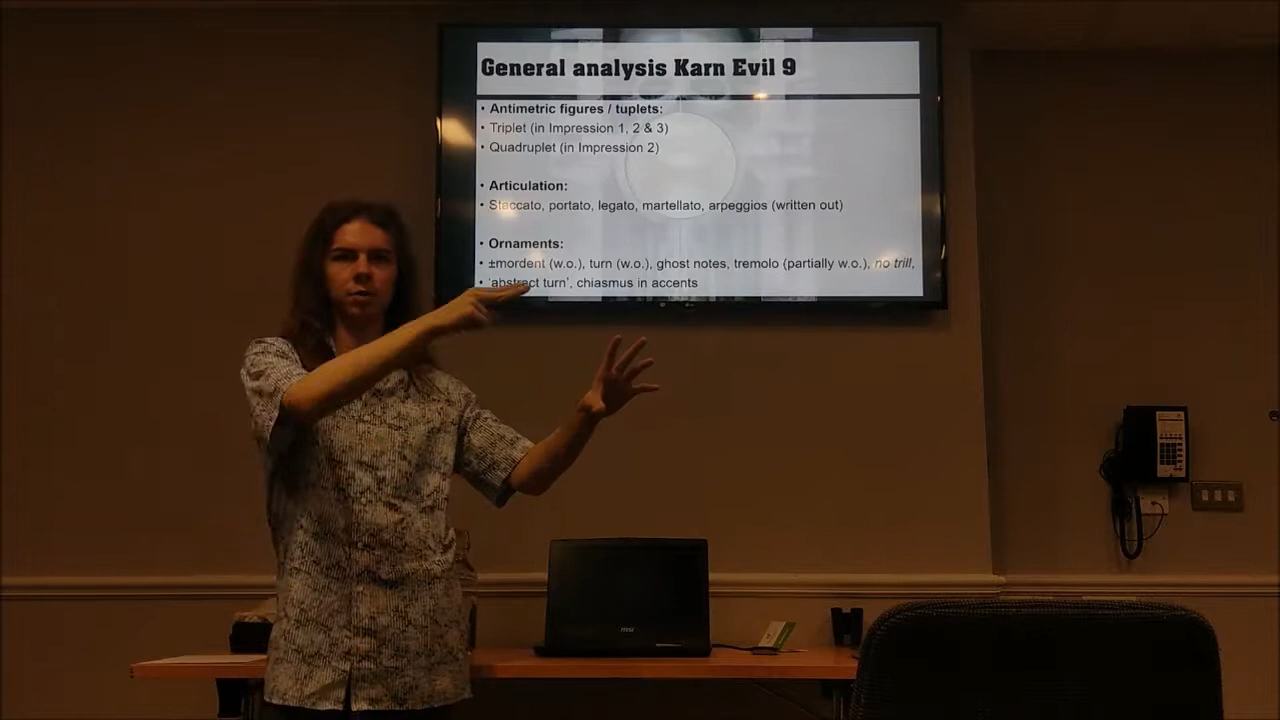 General analysis Karn Evil 9
• Antimetric figures / tuplets:
• Triplet (in Impression 1, 2 & 3)
• Quadruplet (in Impression 2)
• Articulation:
• Staccato, portato, legato, martellato, arpeggios (written out)
• Ornaments:
• ±mordent (w.o.), turn (w.o.), ghost notes, tremolo (partially w.o.), no trill,
• 'abstract turn', chiasmus in accents
msi